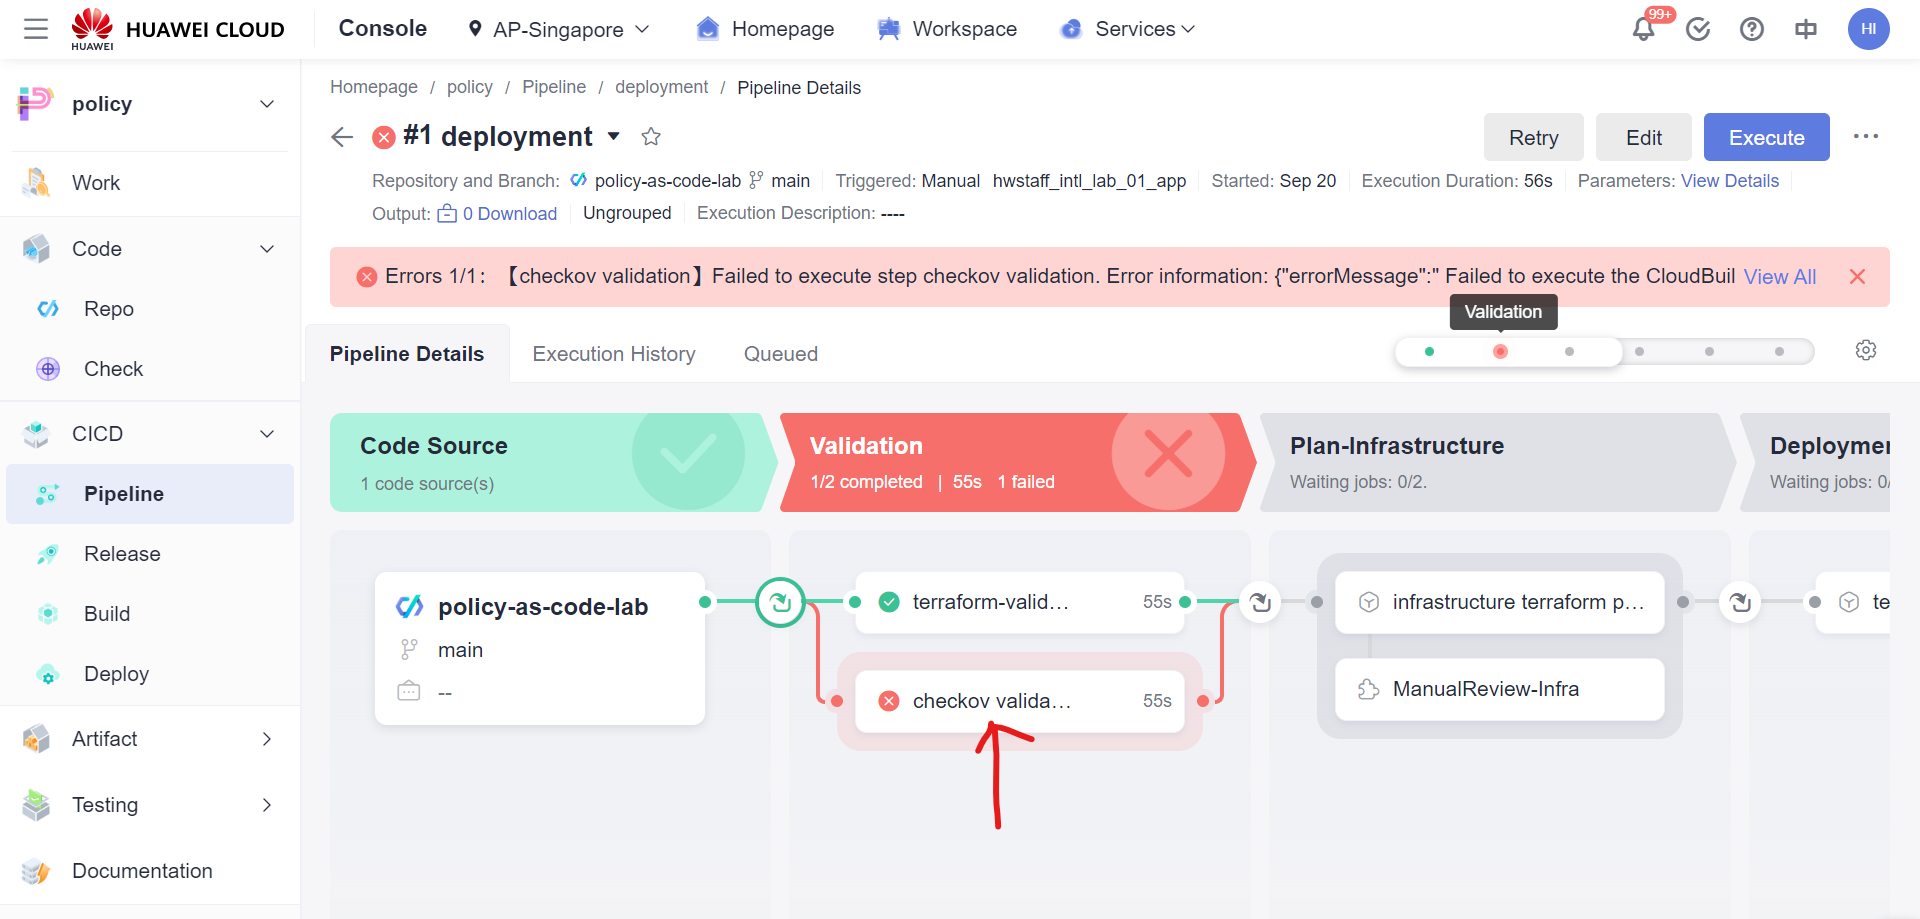 HUAWEI
HUAWEI CLOUD
Console
AP-Singapore
Homepage
Workspace
Services
99+
中
HI
policy
Work
Code
Repo
Check
CICD
Pipeline
Release
Build
Deploy
Artifact
Testing
Documentation
Homepage / policy / Pipeline / deployment / Pipeline Details
#1 deployment
Retry
Edit
Execute
Repository and Branch: policy-as-code-lab main Triggered: Manual hwstaff_intl_lab_01_app Started: Sep 20 Execution Duration: 56s Parameters: View Details
Output: 0 Download Ungrouped Execution Description: ----
Errors 1/1： 【checkov validation】Failed to execute step checkov validation. Error information: {"errorMessage":" Failed to execute the CloudBuil View All
Validation
Pipeline Details
Execution History
Queued
Code Source
1 code source(s)
Validation
1/2 completed | 55s 1 failed
Plan-Infrastructure
Waiting jobs: 0/2.
Deploymer
Waiting jobs: 0/
policy-as-code-lab
main
--
terraform-valid... 55s
checkov valida... 55s
infrastructure terraform p...
ManualReview-Infra
te